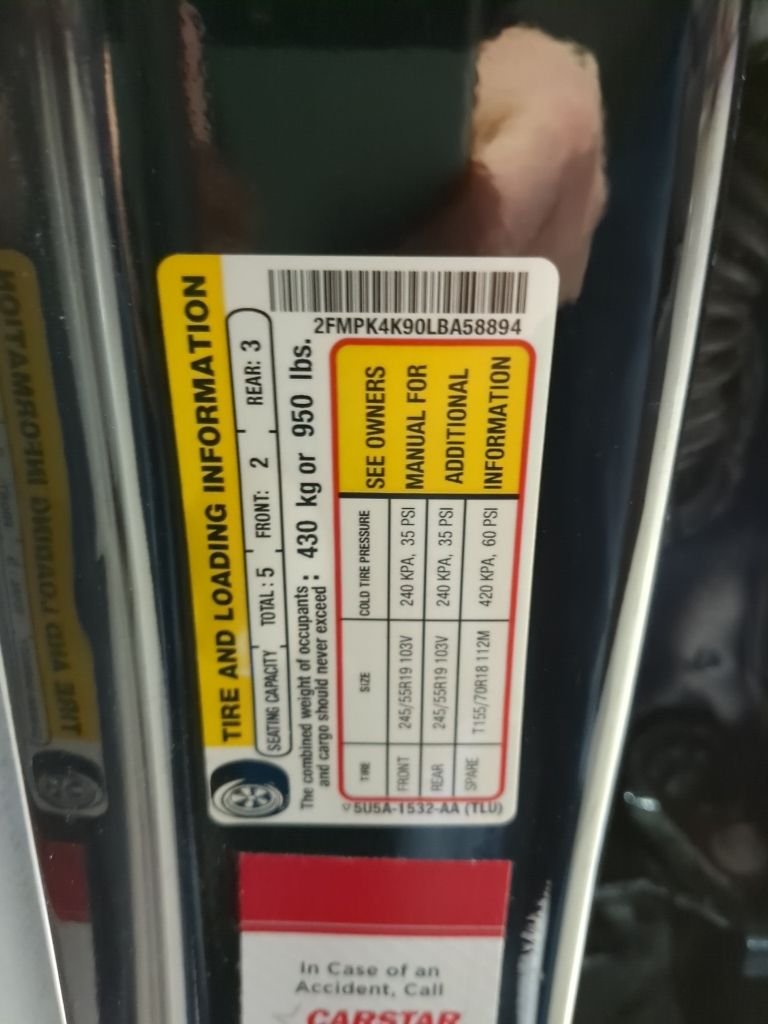 TIRE AND LOADING INFORMATION
SEATING CAPACITY TOTAL: 5 FRONT: 2 REAR: 3
The combined weight of occupants
and cargo should never exceed : 430 kg or 950 lbs.
2FMPK4K90LBA58894
TIRE SIZE COLD TIRE PRESSURE
FRONT 245/55R19 103V 240 KPA, 35 PSI
REAR 245/55R19 103V 240 KPA, 35 PSI
SPARE T155/70R18 112M 420 KPA, 60 PSI
SEE OWNERS
MANUAL FOR
ADDITIONAL
INFORMATION
5U5A-1532-AA (TLU)
In Case of an
Accident, Call
CARSTAR